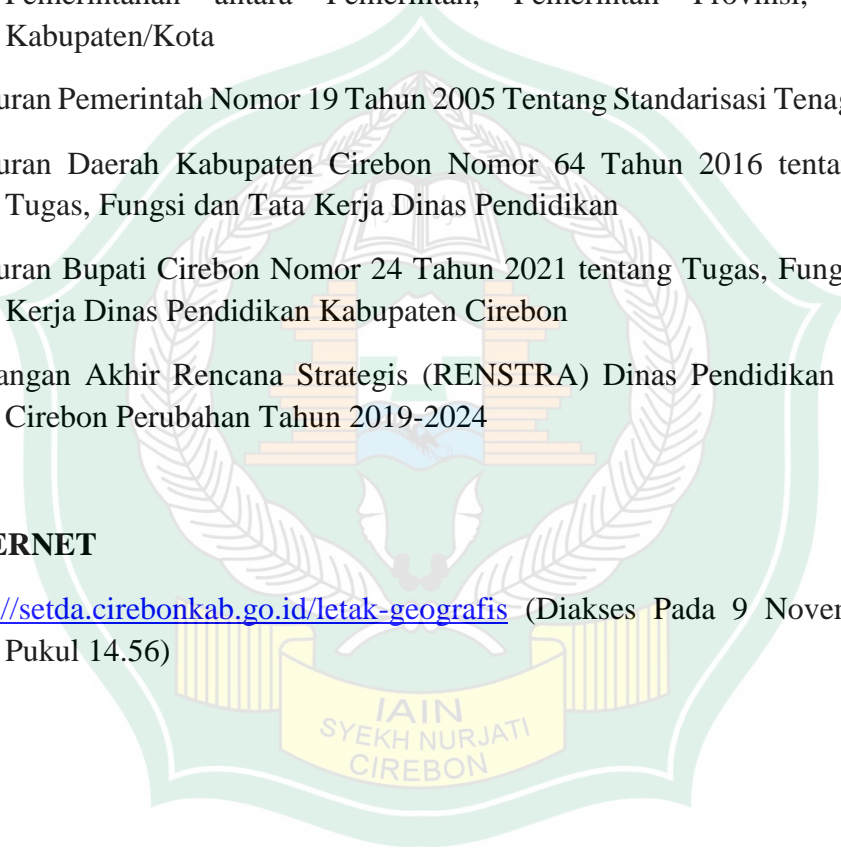 Pemerintahan antara Pemerintah, Pemerintah Provinsi,
Kabupaten/Kota
uran Pemerintah Nomor 19 Tahun 2005 Tentang Standarisasi Tenag
uran Daerah Kabupaten Cirebon Nomor 64 Tahun 2016 tenta
Tugas, Fungsi dan Tata Kerja Dinas Pendidikan
uran Bupati Cirebon Nomor 24 Tahun 2021 tentang Tugas, Fung
Kerja Dinas Pendidikan Kabupaten Cirebon
angan Akhir Rencana Strategis (RENSTRA) Dinas Pendidikan
Cirebon Perubahan Tahun 2019-2024
ERNET
://setda.cirebonkab.go.id/letak-geografis (Diakses Pada 9 Noven
Pukul 14.56)
IAIN
SYEKH NURJATI
CIREBON